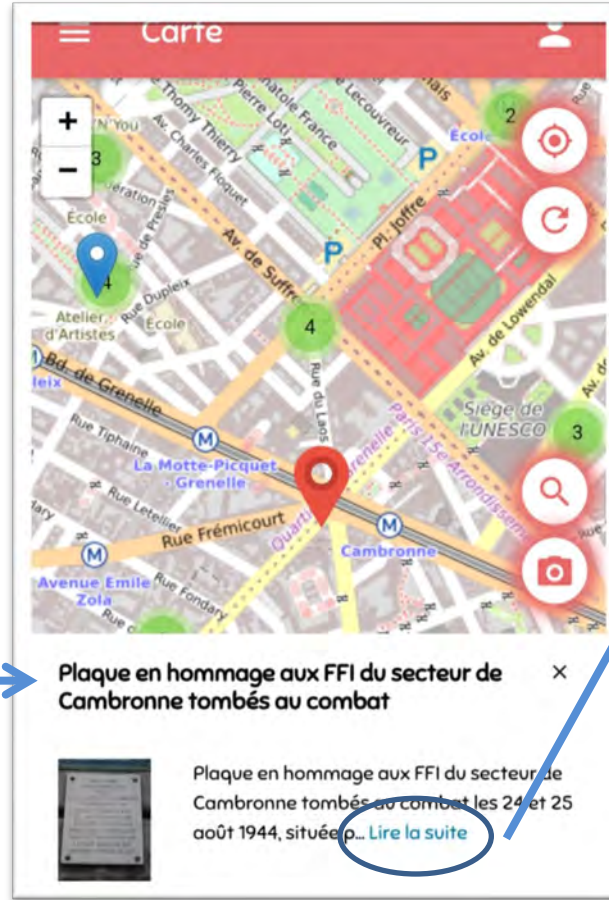 Carte
+
−
N'You
3
Av. Charles Floquet
Thomy Thierry
Pierre Loti
Anatole France
Lecouvreur
École
2
P
École
Av. de Suffren
Pl. Joffre
P
4
Rue Dupleix
École
Atelier
d'Artistes
4
Av. de Lowendal
Bd. de Grenelle
Rue du Laos
Siège de
l'UNESCO
3
Rue Tiphaine
M
La Motte-Picquet
- Grenelle
Paris 15e Arrondissement
Rue Letellier
Rue Frémicourt
M
Cambronne
M
Avenue Emile
Zola
Rue Fondary
Plaque en hommage aux FFI du secteur de
Cambronne tombés au combat
×
Plaque en hommage aux FFI du secteur de
Cambronne tombés au combat les 24 et 25
août 1944, située p... Lire la suite